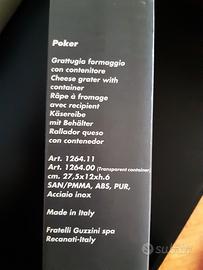 Poker
Grattugia formaggio
con contenitore
Cheese grater with
container
Râpe à fromage
avec recipient
Käsereibe
mit Behälter
Rallador queso
con contenedor
Art. 1264.11
Art. 1264.00 (Transparent container)
cm. 27,5x12xh.6
SAN/PMMA, ABS, PUR,
Acciaio inox
Made in Italy
Fratelli Guzzini spa
Recanati-Italy
subito